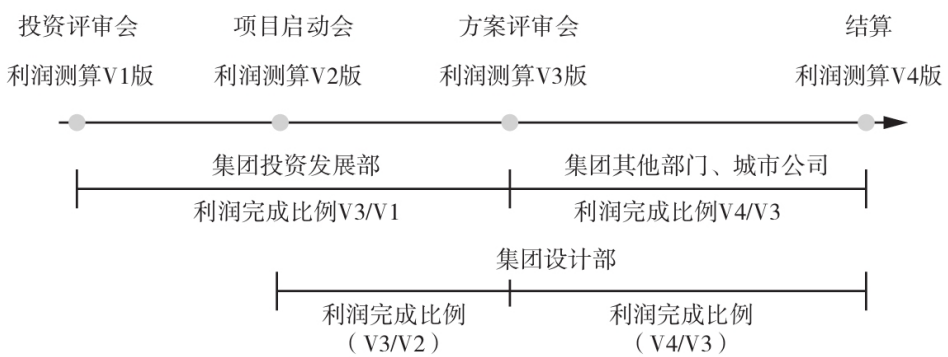 投资评审会 项目启动会 方案评审会 结算
利润测算V1版 利润测算V2版 利润测算V3版 利润测算V4版
集团投资发展部 集团其他部门、城市公司
利润完成比例V3/V1 利润完成比例V4/V3
集团设计部
利润完成比例 利润完成比例
（V3/V2） （V4/V3）